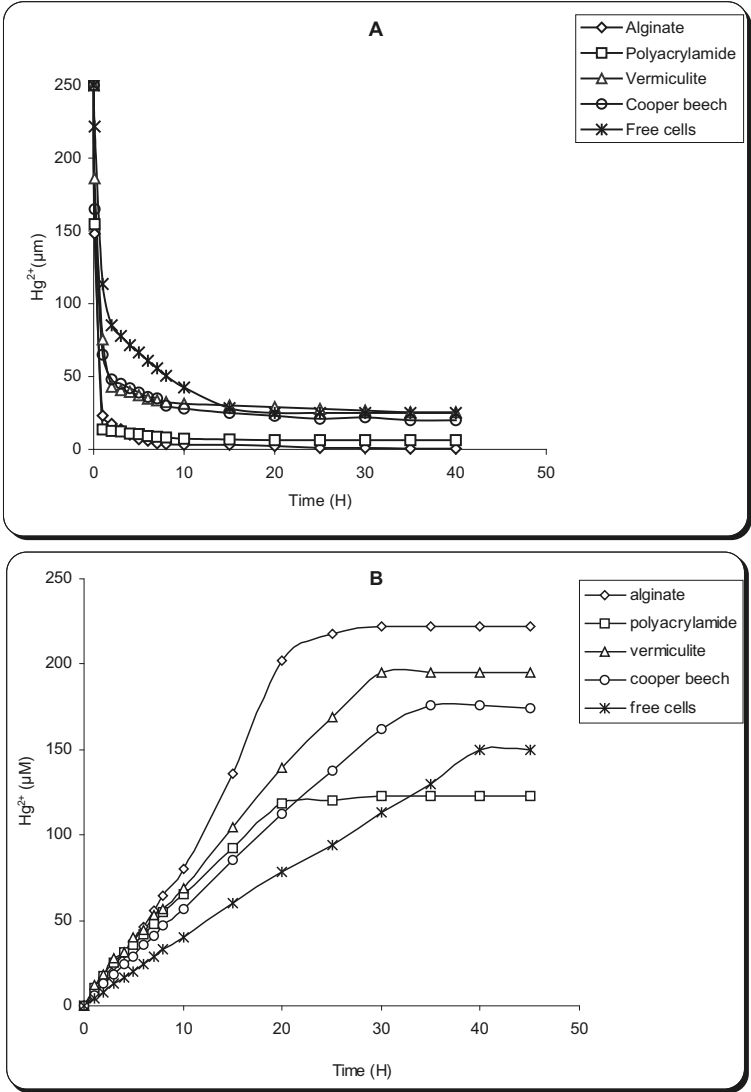 A
Alginate
Polyacrylamide
Vermiculite
Cooper beech
Free cells
250
200
150
100
50
0
Hg²⁺(µm)
0 10 20 30 40 50
Time (H)
B
alginate
polyacrylamide
vermiculite
cooper beech
free cells
250
200
150
100
50
0
Hg²⁺ (µM)
0 10 20 30 40 50
Time (H)